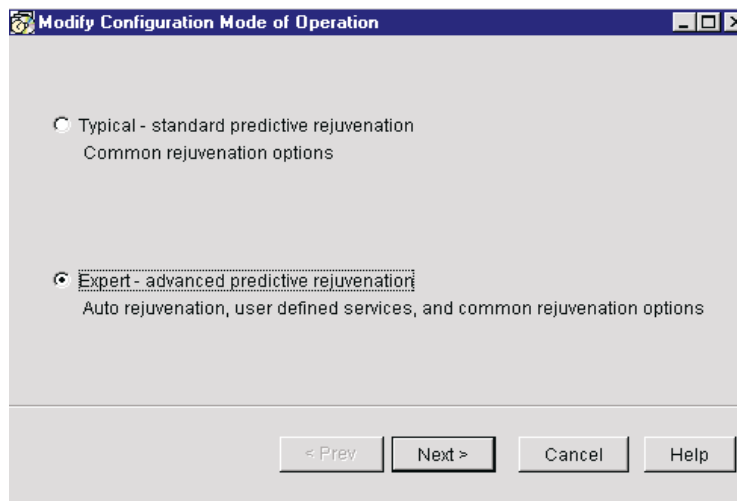 Modify Configuration Mode of Operation
Typical - standard predictive rejuvenation
Common rejuvenation options
Expert - advanced predictive rejuvenation
Auto rejuvenation, user defined services, and common rejuvenation options
< Prev Next > Cancel Help